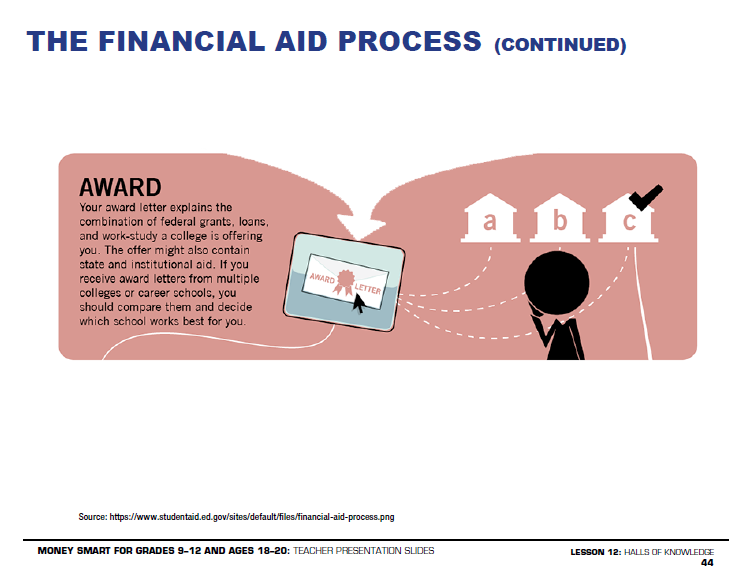 THE FINANCIAL AID PROCESS (CONTINUED)
AWARD
Your award letter explains the
combination of federal grants, loans,
and work-study a college is offering
you. The offer might also contain
state and institutional aid. If you
receive award letters from multiple
colleges or career schools, you
should compare them and decide
which school works best for you.
AWARD LETTER
a b c
Source: https://www.studentaid.ed.gov/sites/default/files/financial-aid-process.png
MONEY SMART FOR GRADES 9–12 AND AGES 18–20: TEACHER PRESENTATION SLIDES
LESSON 12: HALLS OF KNOWLEDGE
44